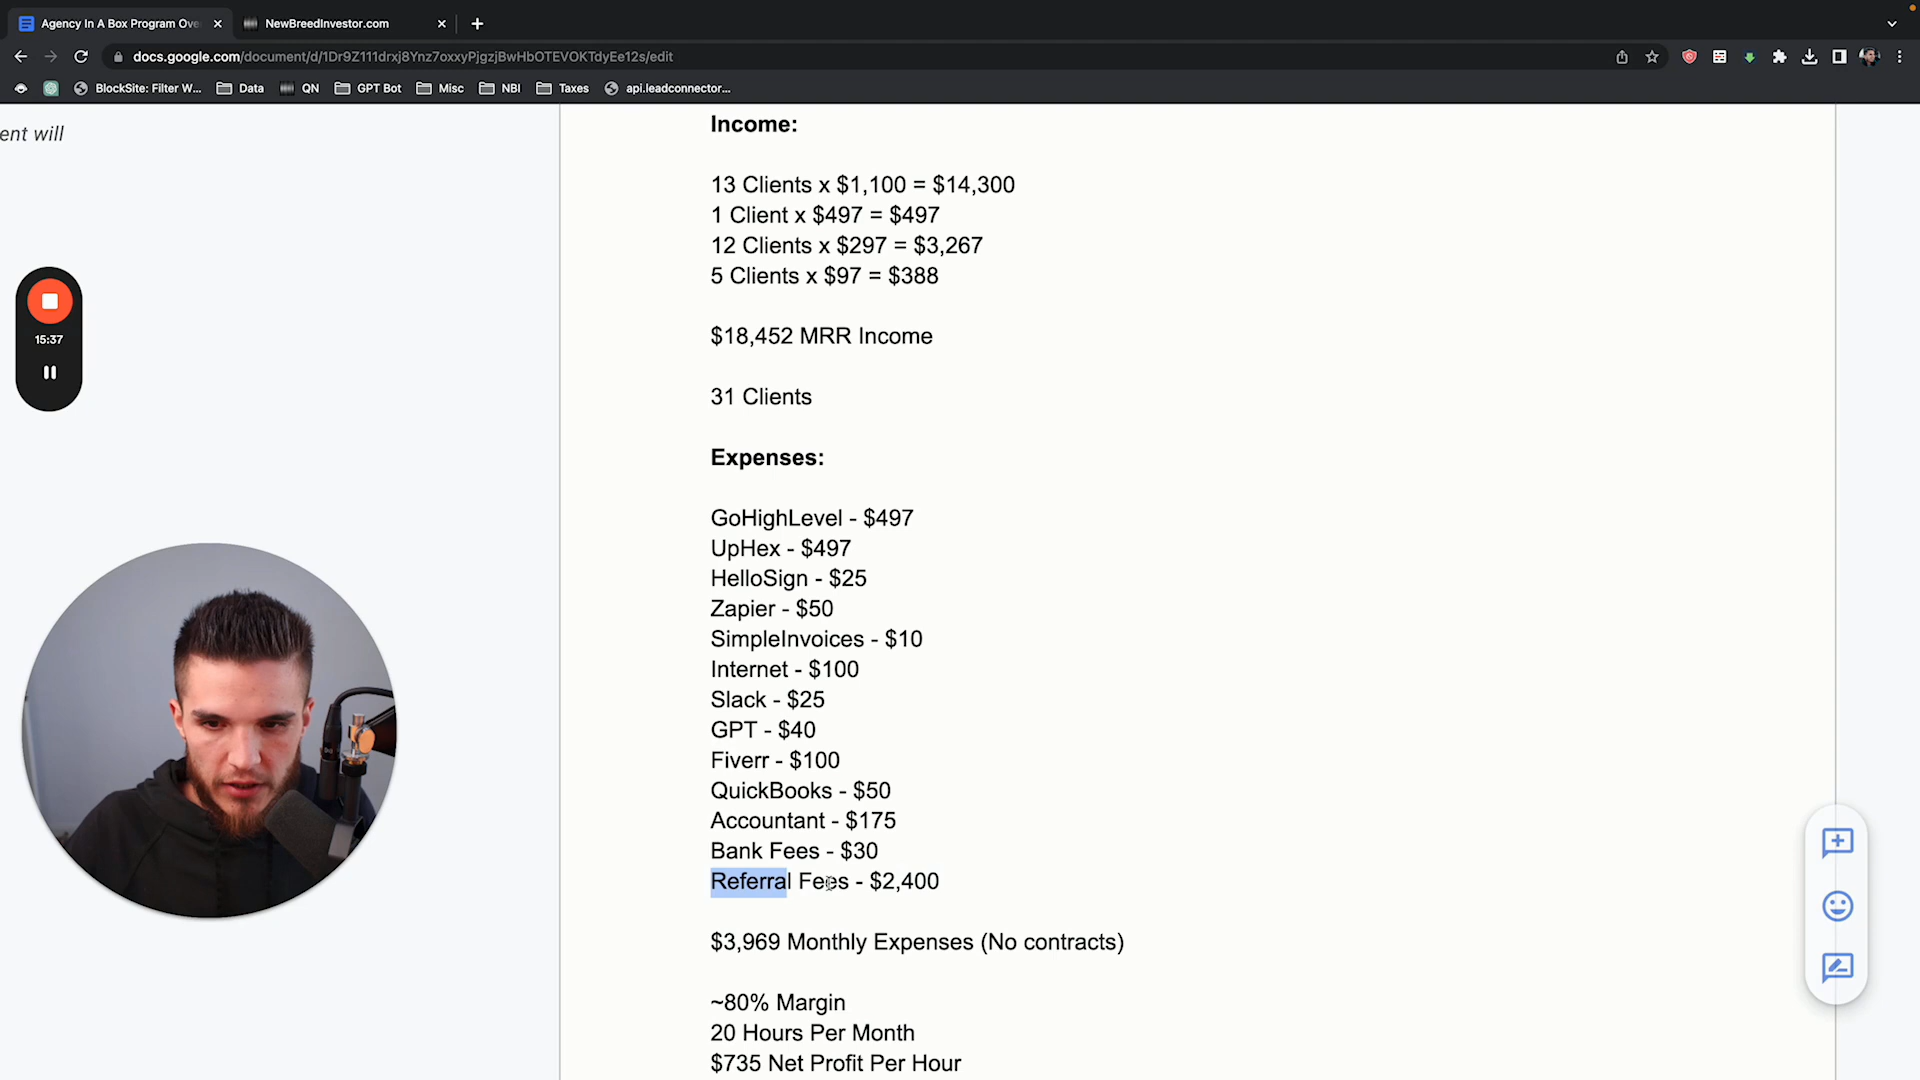 Agency In A Box Program Ove
NewBreedInvestor.com
docs.google.com/document/d/1Dr9Z111drxj8Ynz7oxxyPjgzjBwHbOTEVOKTdyEe12s/edit
BlockSite: Filter W...
Data
QN
GPT Bot
Misc
NBI
Taxes
api.leadconnector...
ent will
15:37
Income:
13 Clients x $1,100 = $14,300
1 Client x $497 = $497
12 Clients x $297 = $3,267
5 Clients x $97 = $388
$18,452 MRR Income
31 Clients
Expenses:
GoHighLevel - $497
UpHex - $497
HelloSign - $25
Zapier - $50
SimpleInvoices - $10
Internet - $100
Slack - $25
GPT - $40
Fiverr - $100
QuickBooks - $50
Accountant - $175
Bank Fees - $30
Referral Fees - $2,400
$3,969 Monthly Expenses (No contracts)
~80% Margin
20 Hours Per Month
$735 Net Profit Per Hour